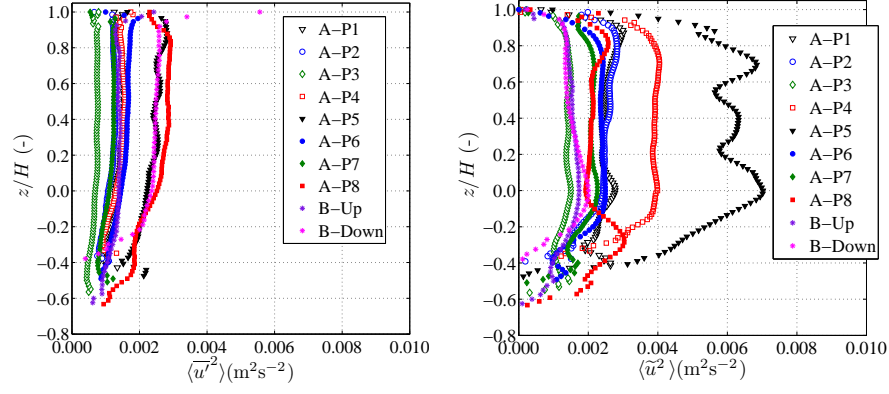 1.0
0.8
0.6
0.4
0.2
0.0
−0.2
−0.4
−0.6
−0.8
z/H (-)
0.000 0.002 0.004 0.006 0.008 0.010
⟨u′²⟩(m²s⁻²)
A−P1
A−P2
A−P3
A−P4
A−P5
A−P6
A−P7
A−P8
B−Up
B−Down
1.0
0.8
0.6
0.4
0.2
0.0
−0.2
−0.4
−0.6
−0.8
z/H (-)
0.000 0.002 0.004 0.006 0.008 0.010
⟨ũ²⟩(m²s⁻²)
A−P1
A−P2
A−P3
A−P4
A−P5
A−P6
A−P7
A−P8
B−Up
B−Down